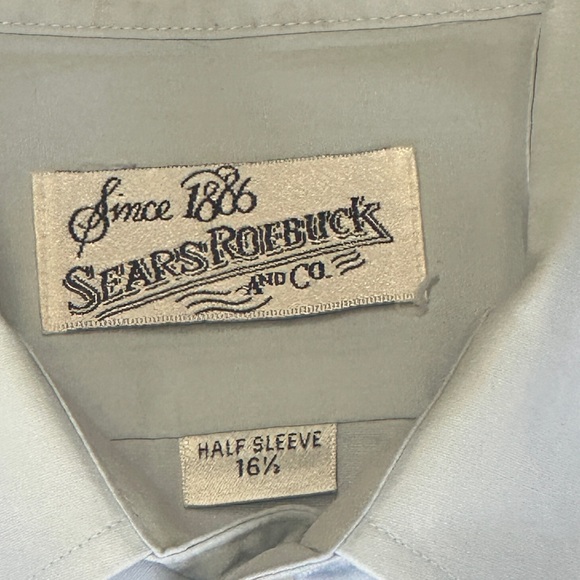 Since 1886
SEARS ROEBUCK
AND CO.
HALF SLEEVE
16½